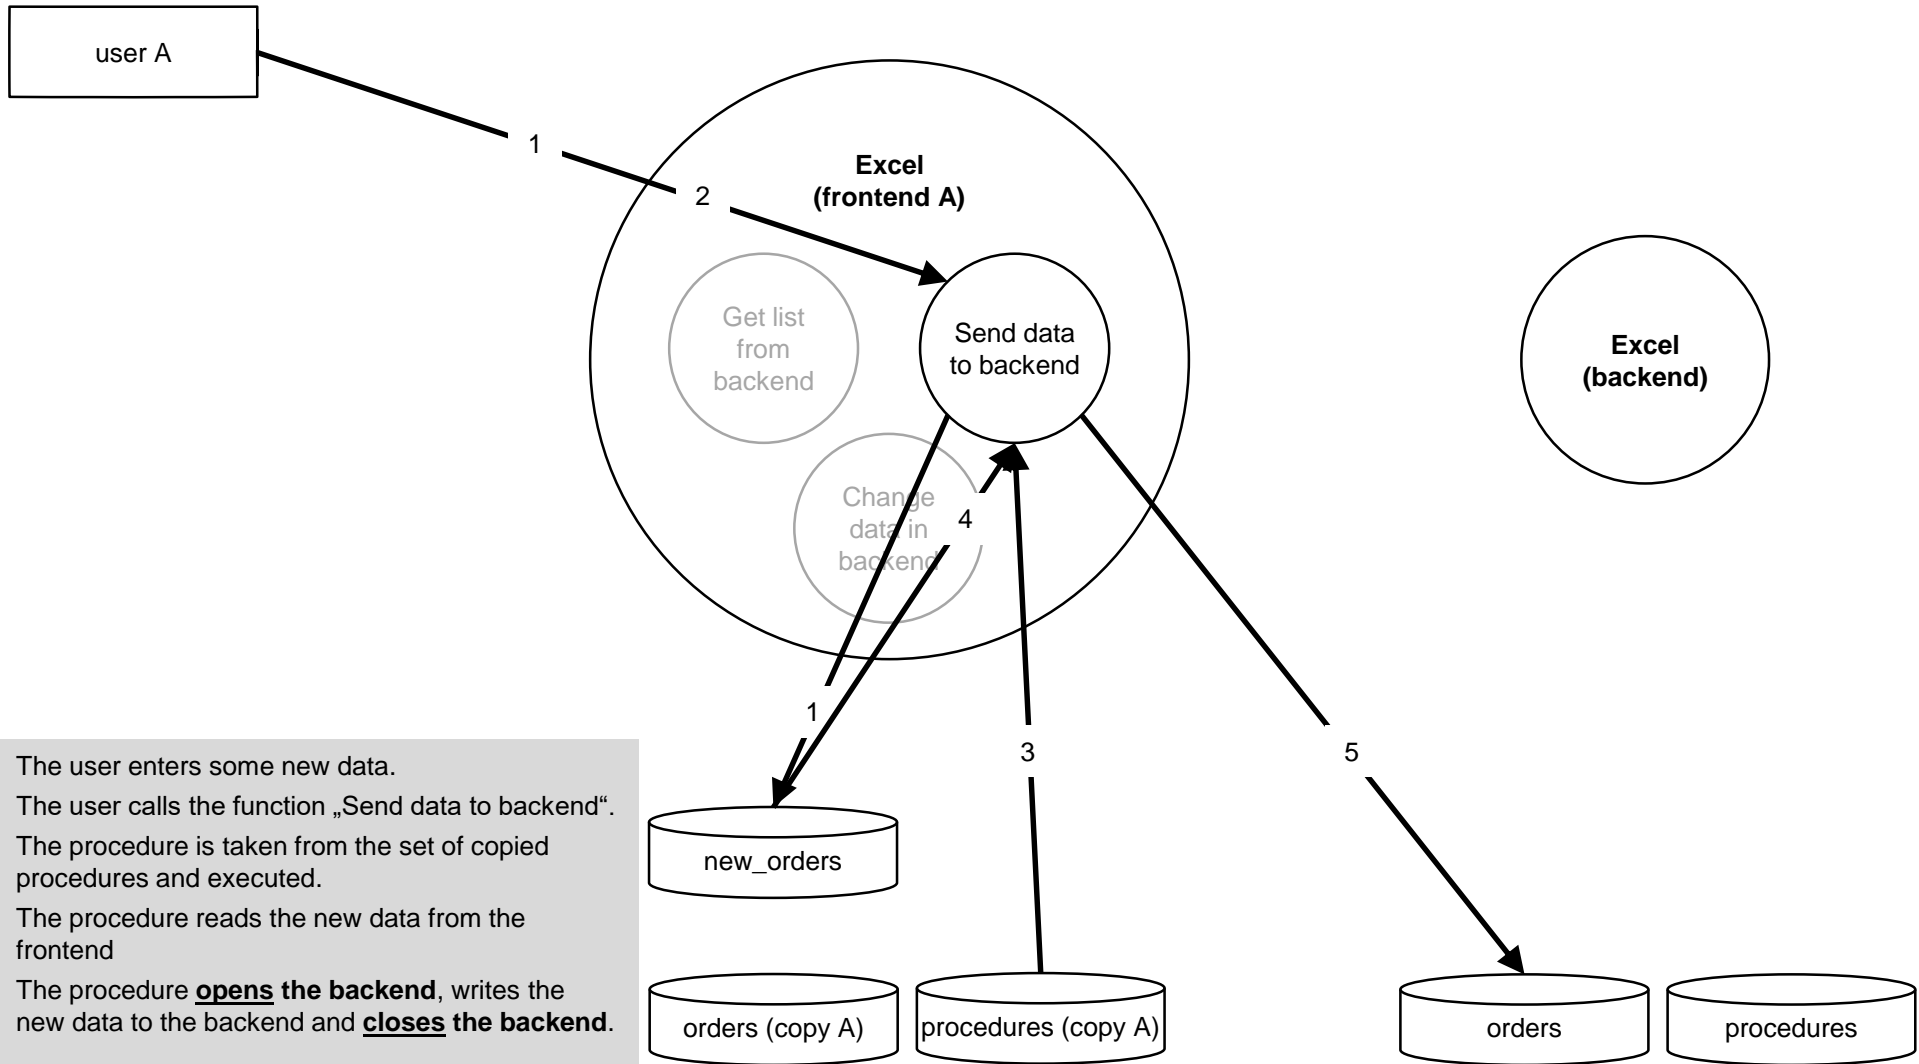 user A
1
2
Excel
(frontend A)
Get list
from
backend
Send data
to backend
Excel
(backend)
Change
data in
backend
4
1
3
5
The user enters some new data.
The user calls the function „Send data to backend“.
The procedure is taken from the set of copied
procedures and executed.
The procedure reads the new data from the
frontend
The procedure opens the backend, writes the
new data to the backend and closes the backend.
new_orders
orders (copy A)
procedures (copy A)
orders
procedures